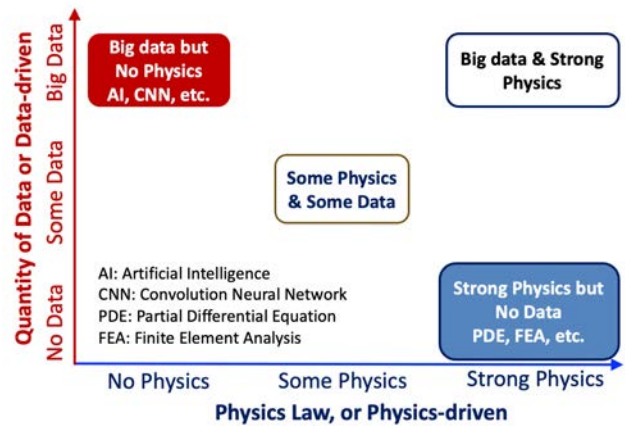 Quantity of Data or Data-driven
Big Data
Some Data
No Data
Big data but
No Physics
AI, CNN, etc.
Big data & Strong
Physics
Some Physics
& Some Data
AI: Artificial Intelligence
CNN: Convolution Neural Network
PDE: Partial Differential Equation
FEA: Finite Element Analysis
Strong Physics but
No Data
PDE, FEA, etc.
No Physics
Some Physics
Strong Physics
Physics Law, or Physics-driven